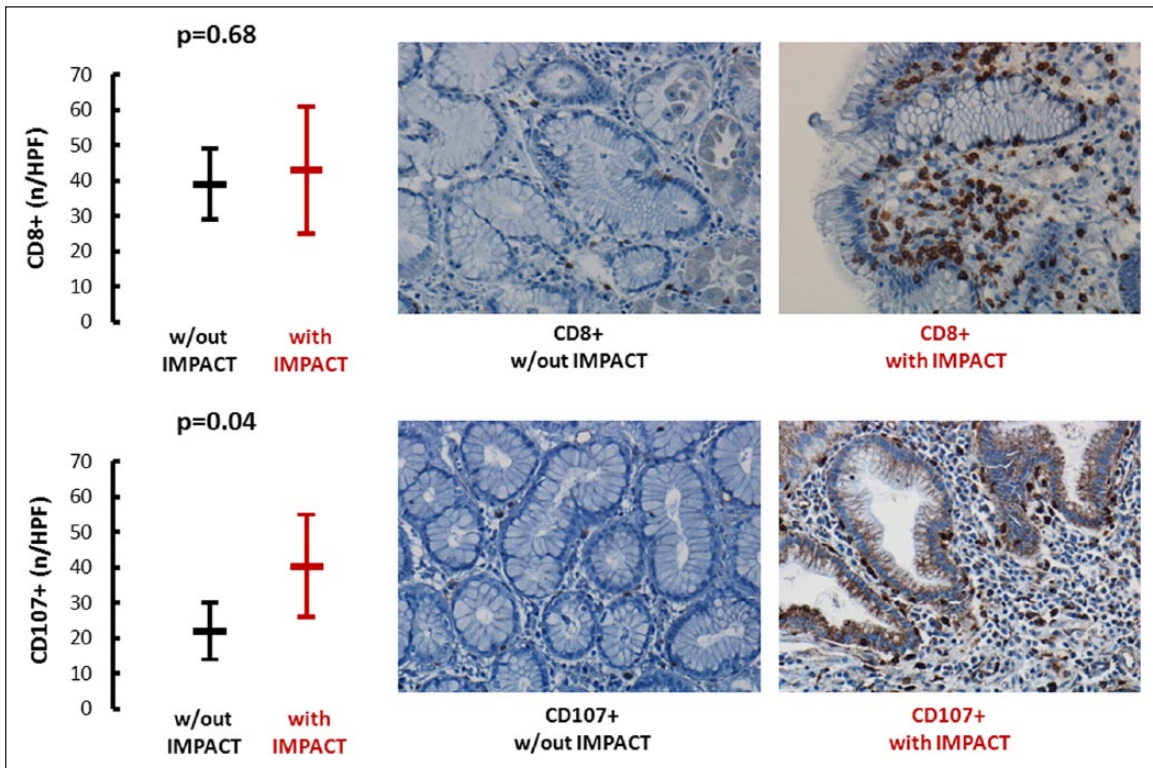 p=0.68
CD8+ (n/HPF)
70
60
50
40
30
20
10
0
w/out
IMPACT
with
IMPACT
CD8+
w/out IMPACT
CD8+
with IMPACT
p=0.04
CD107+ (n/HPF)
70
60
50
40
30
20
10
0
w/out
IMPACT
with
IMPACT
CD107+
w/out IMPACT
CD107+
with IMPACT